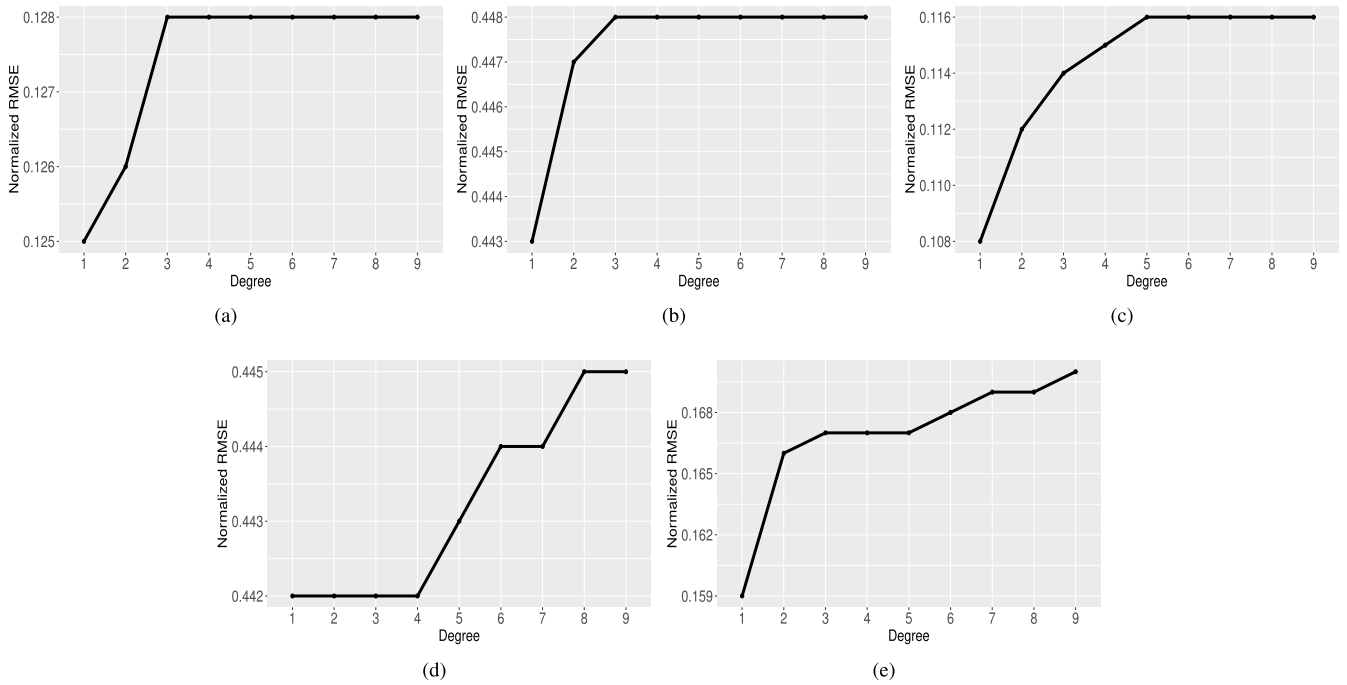 Normalized RMSE
0.128
0.127
0.126
0.125
1 2 3 4 5 6 7 8 9
Degree
(a)
Normalized RMSE
0.448
0.447
0.446
0.445
0.444
0.443
1 2 3 4 5 6 7 8 9
Degree
(b)
Normalized RMSE
0.116
0.114
0.112
0.110
0.108
1 2 3 4 5 6 7 8 9
Degree
(c)
Normalized RMSE
0.445
0.444
0.443
0.442
1 2 3 4 5 6 7 8 9
Degree
(d)
Normalized RMSE
0.168
0.165
0.162
0.159
1 2 3 4 5 6 7 8 9
Degree
(e)